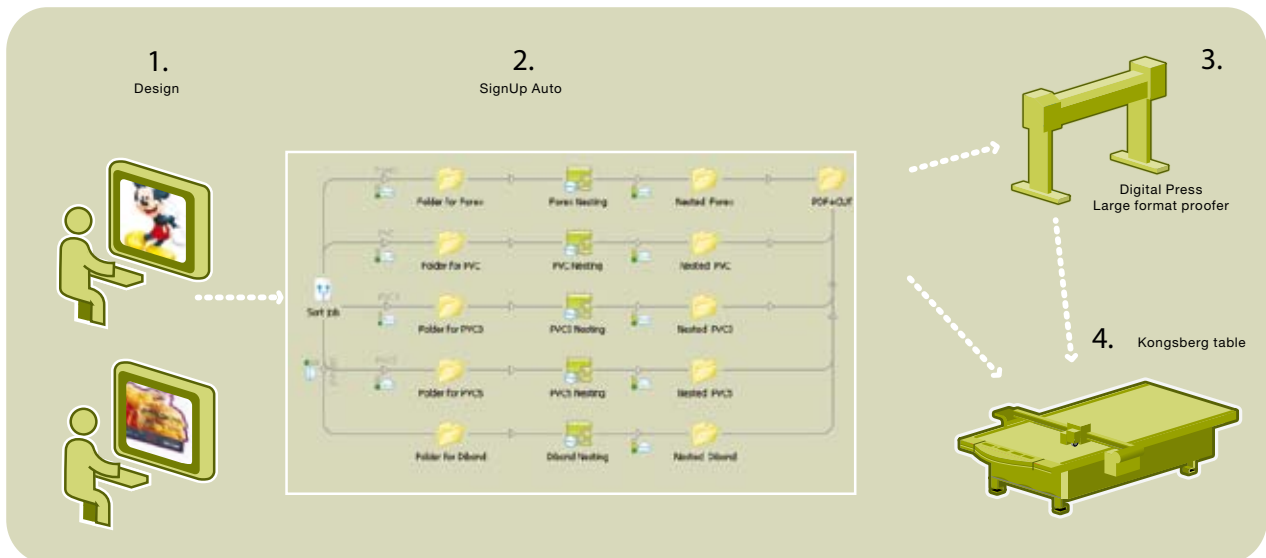 1.
Design
2.
SignUp Auto
3.
Digital Press
Large format proofer
4. Kongsberg table
Sort job
Folder for Forex
Forex Nesting
Nested Forex
PDF+CUT
PVC
Folder for PVC
PVC Nesting
Nested PVC
PVC3
Folder for PVC3
PVC3 Nesting
Nested PVC3
Folder for PVC5
PVC5 Nesting
Nested PVC5
Folder for Dibond
Dibond Nesting
Nested Dibond